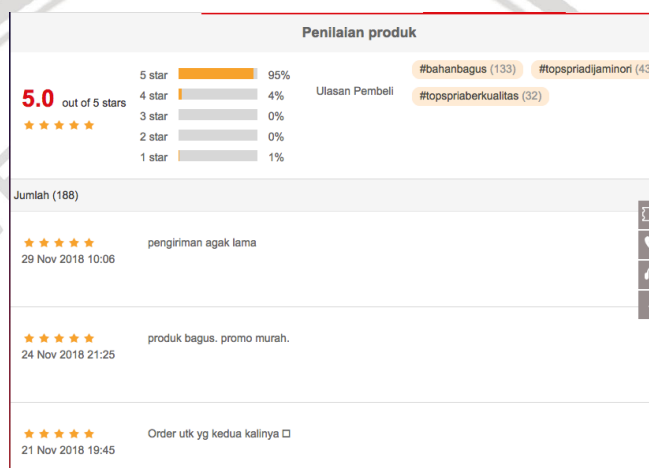 Penilaian produk
5.0 out of 5 stars
5 star 95%
4 star 4%
3 star 0%
2 star 0%
1 star 1%
Ulasan Pembeli
#bahanbagus (133) #topspriadijaminori (43
#topspriaberkualitas (32)
Jumlah (188)
pengiriman agak lama
29 Nov 2018 10:06
produk bagus. promo murah.
24 Nov 2018 21:25
Order utk yg kedua kalinya □
21 Nov 2018 19:45